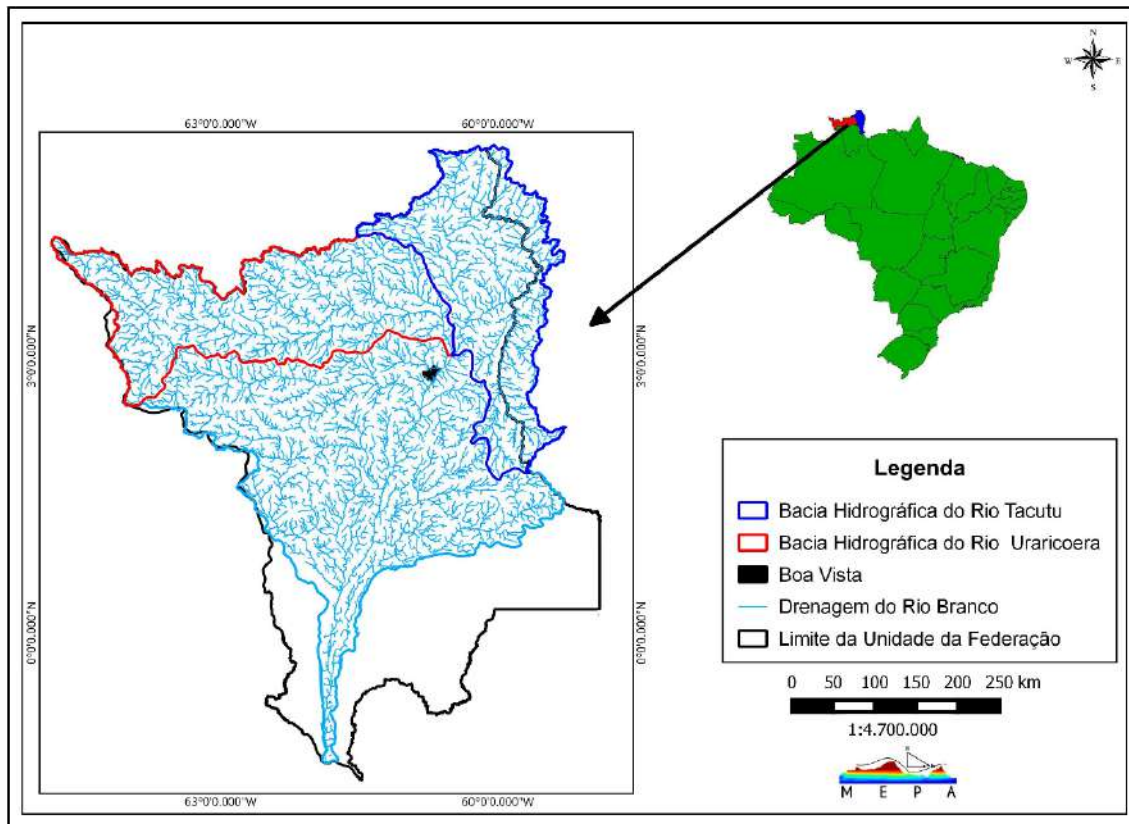 N
W E
S
63°0'0.000"W 60°0'0.000"W
3°0'0.000"N 3°0'0.000"N
0°0'0.000"N 0°0'0.000"N
63°0'0.000"W 60°0'0.000"W
Legenda
Bacia Hidrográfica do Rio Tacutu
Bacia Hidrográfica do Rio Uraricoera
Boa Vista
Drenagem do Rio Branco
Limite da Unidade da Federação
0 50 100 150 200 250 km
1:4.700.000
M E P A